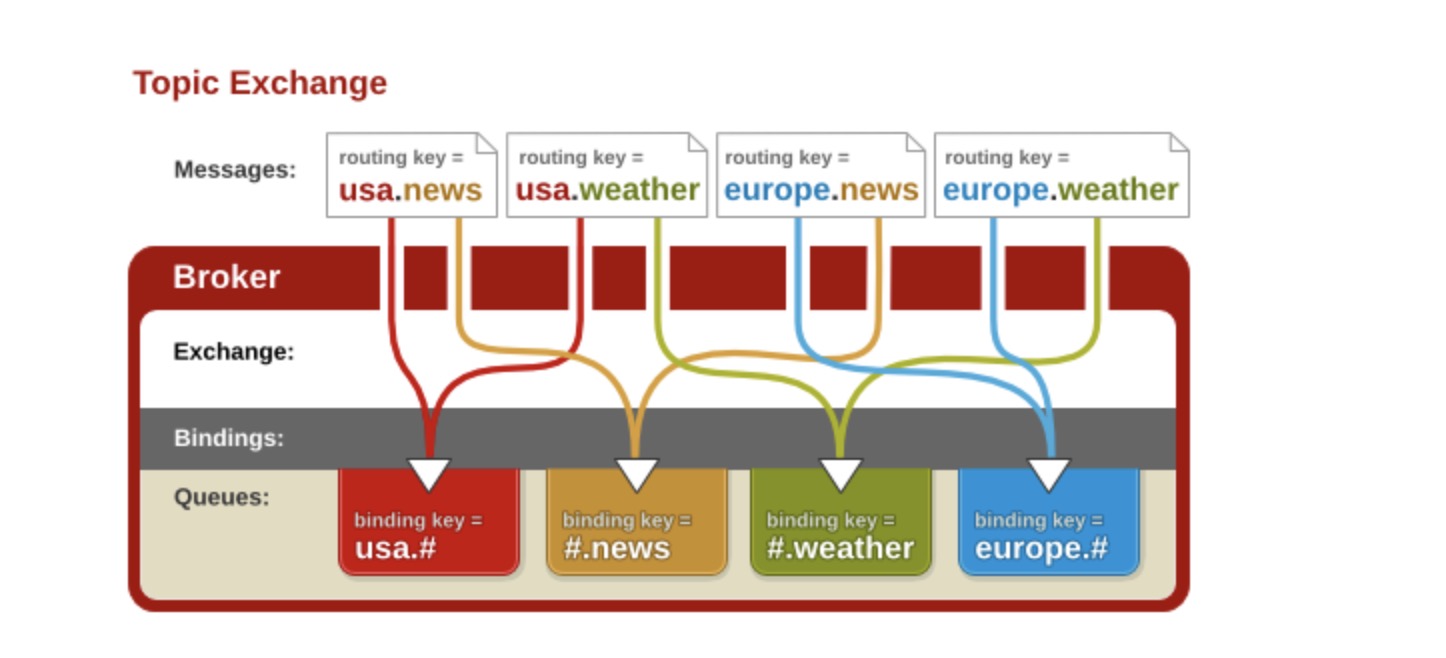 Topic Exchange
Messages:
routing key =
usa.news
routing key =
usa.weather
routing key =
europe.news
routing key =
europe.weather
Broker
Exchange:
Bindings:
Queues:
binding key =
usa.#
binding key =
#.news
binding key =
#.weather
binding key =
europe.#